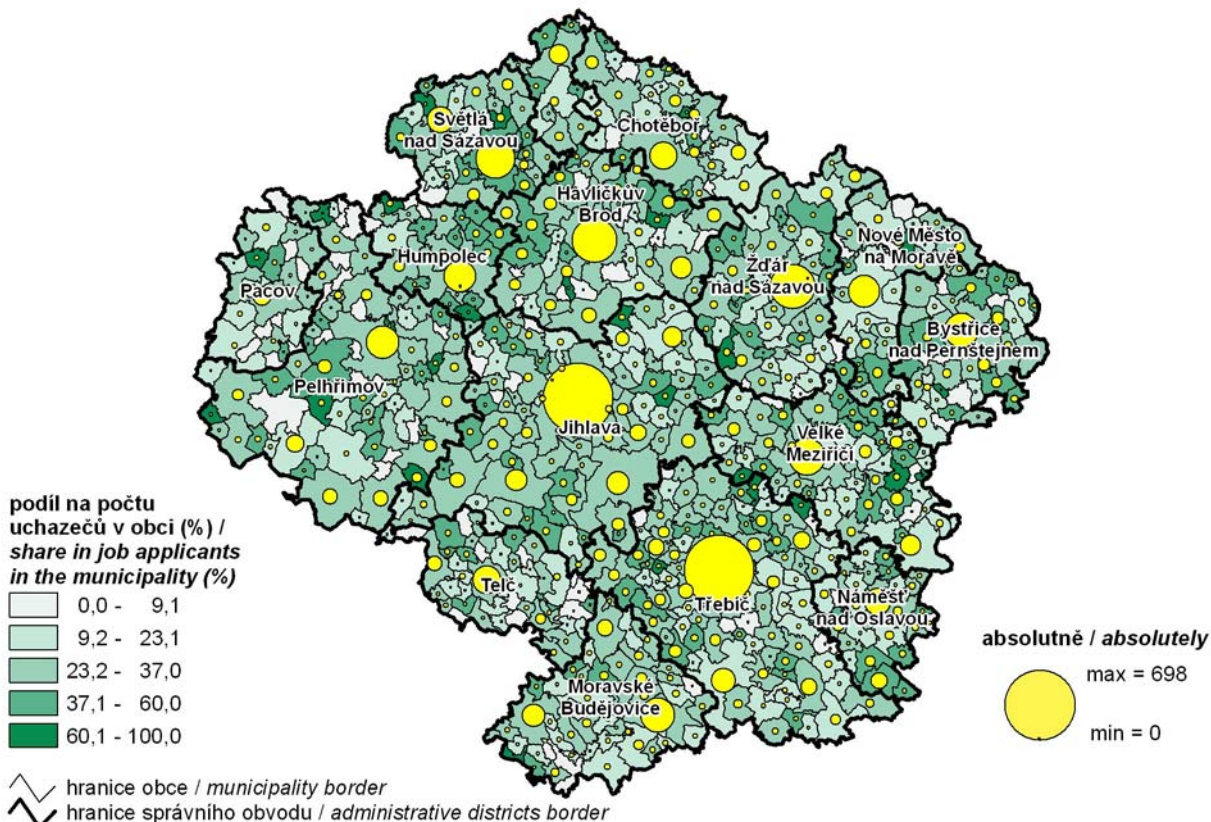 Světlá
nad Sázavou
Chotěboř
Havlíčkův
Brod
Humpolec
Pacov
Pelhřimov
Jihlava
Žďár
nad Sázavou
Nové Město
na Moravě
Bystřice
nad Pernštejnem
Velké
Meziříčí
Telč
Třebíč
Náměšť
nad Oslavou
Moravské
Budějovice
podíl na počtu
uchazečů v obci (%) /
share in job applicants
in the municipality (%)
0,0 - 9,1
9,2 - 23,1
23,2 - 37,0
37,1 - 60,0
60,1 - 100,0
hranice obce / municipality border
hranice správního obvodu / administrative districts border
absolutně / absolutely
max = 698
min = 0